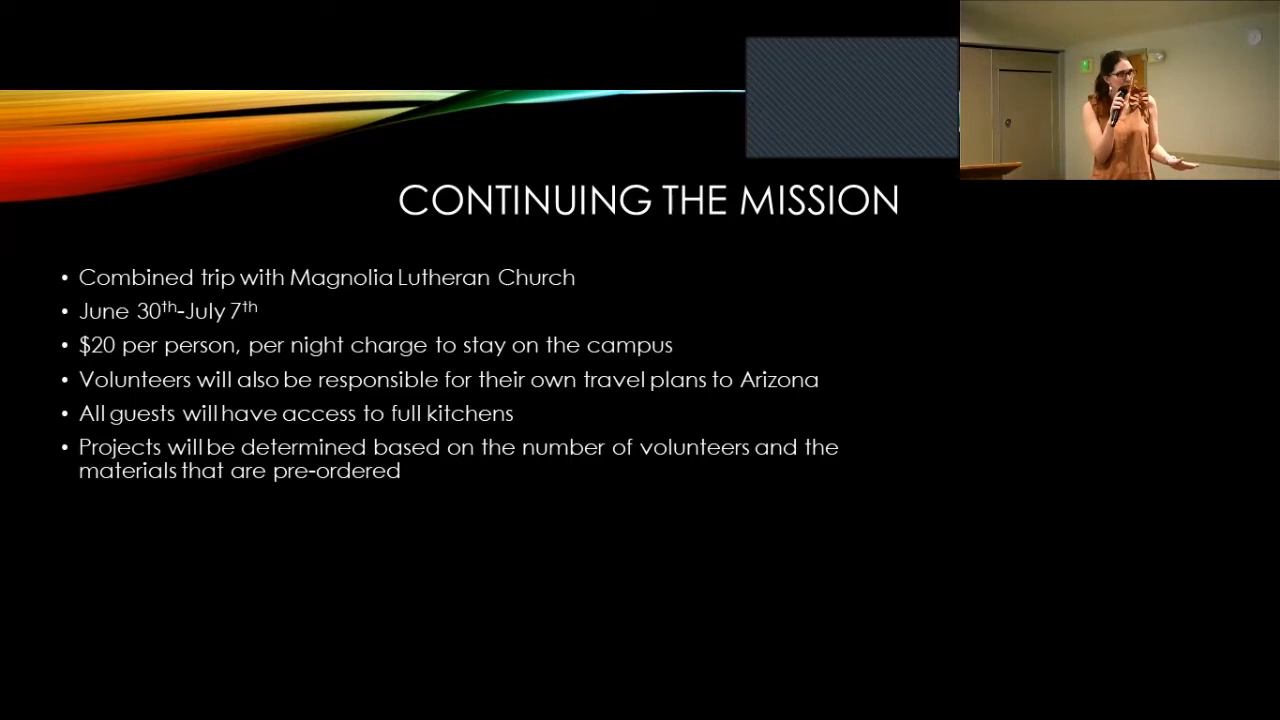 CONTINUING THE MISSION
• Combined trip with Magnolia Lutheran Church
• June 30th-July 7th
• $20 per person, per night charge to stay on the campus
• Volunteers will also be responsible for their own travel plans to Arizona
• All guests will have access to full kitchens
• Projects will be determined based on the number of volunteers and the
materials that are pre-ordered